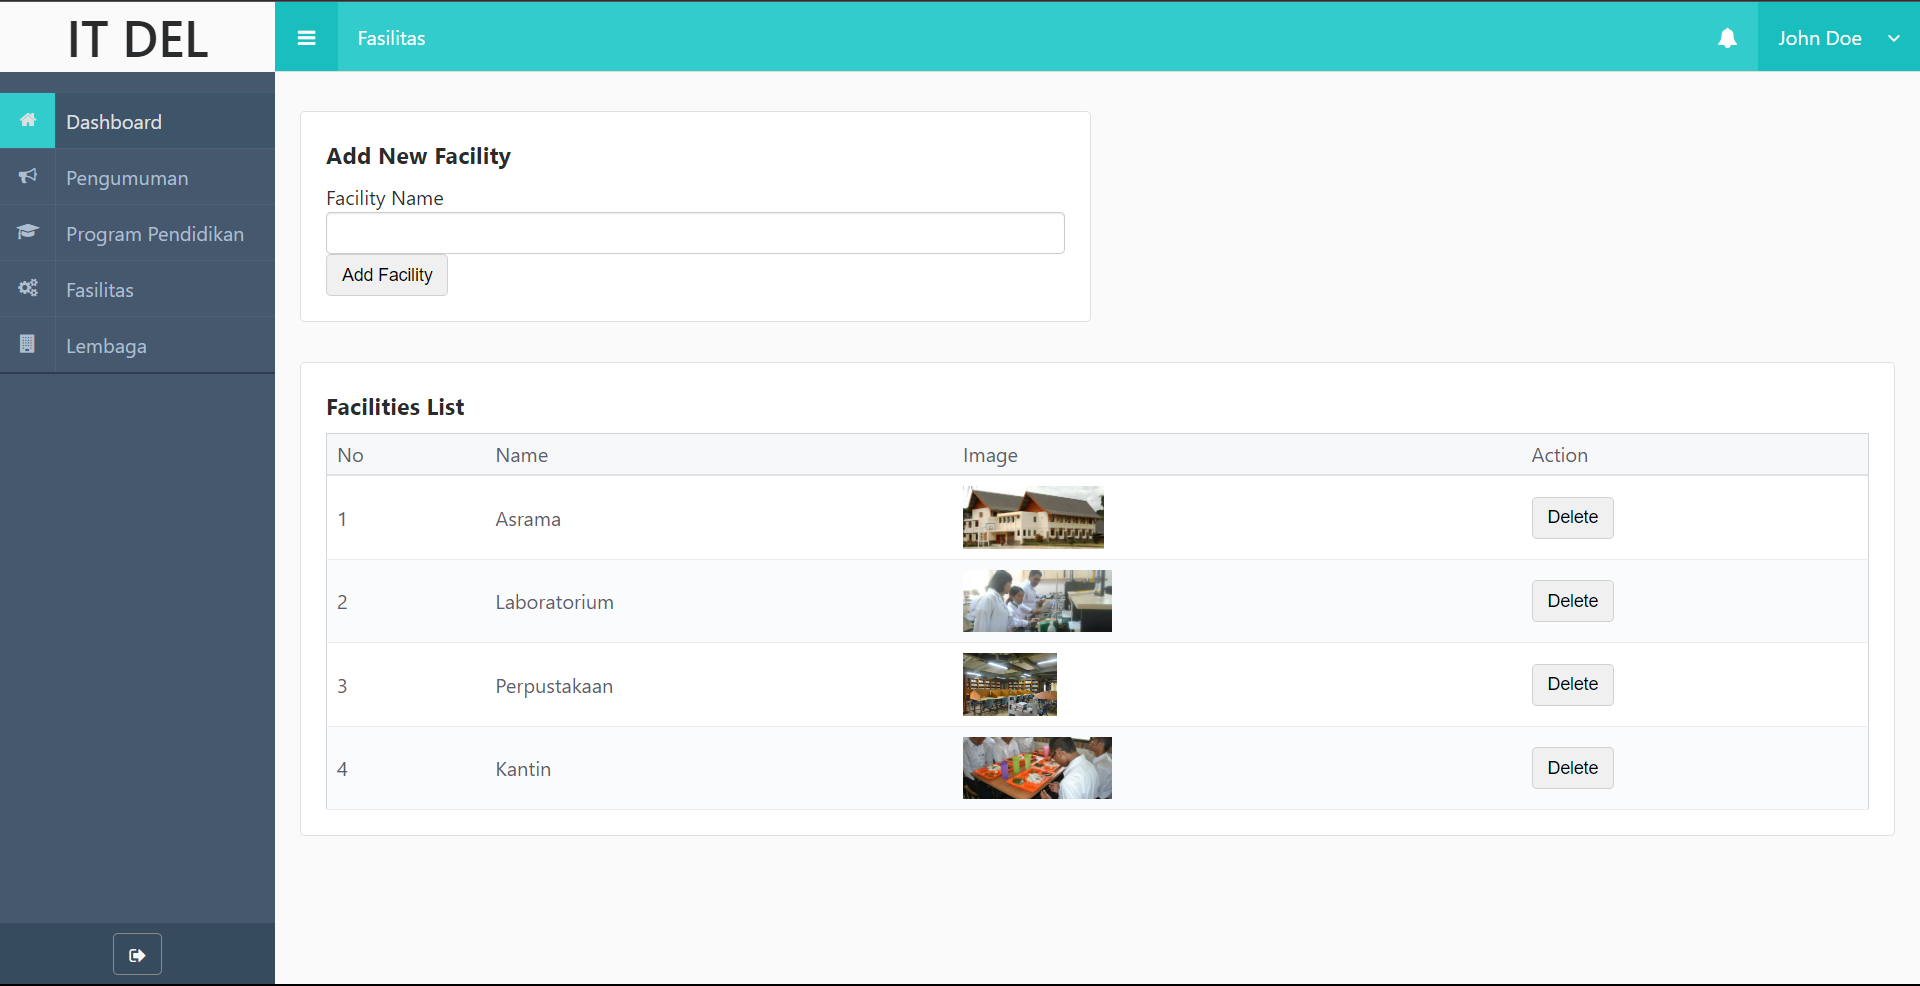 IT DEL
Fasilitas
John Doe
Dashboard
Pengumuman
Program Pendidikan
Fasilitas
Lembaga
Add New Facility
Facility Name
Add Facility
Facilities List
No Name Image Action
1 Asrama Delete
2 Laboratorium Delete
3 Perpustakaan Delete
4 Kantin Delete